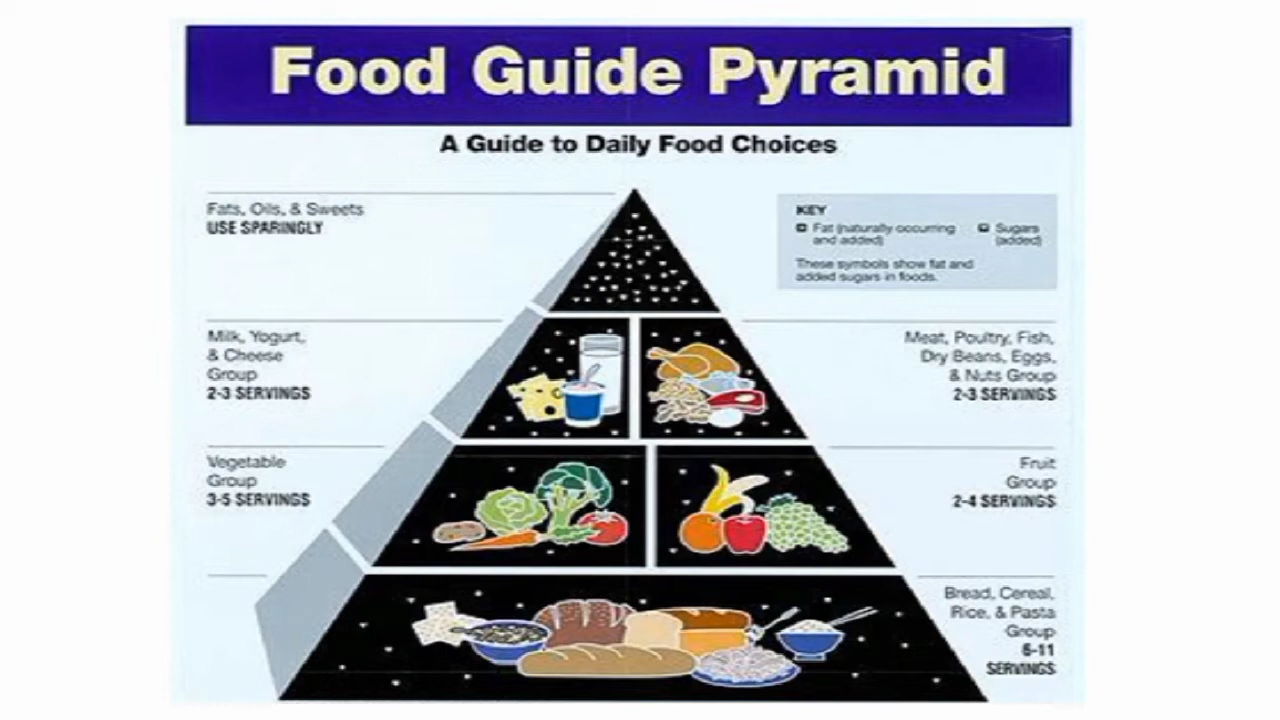 Food Guide Pyramid
A Guide to Daily Food Choices
Fats, Oils, & Sweets
USE SPARINGLY
KEY
Fat (naturally occurring
and added)
Sugars
(added)
These symbols show fat and
added sugars in foods.
Milk, Yogurt,
& Cheese
Group
2-3 SERVINGS
Meat, Poultry, Fish,
Dry Beans, Eggs,
& Nuts Group
2-3 SERVINGS
Vegetable
Group
3-5 SERVINGS
Fruit
Group
2-4 SERVINGS
Bread, Cereal,
Rice, & Pasta
Group
6-11
SERVINGS